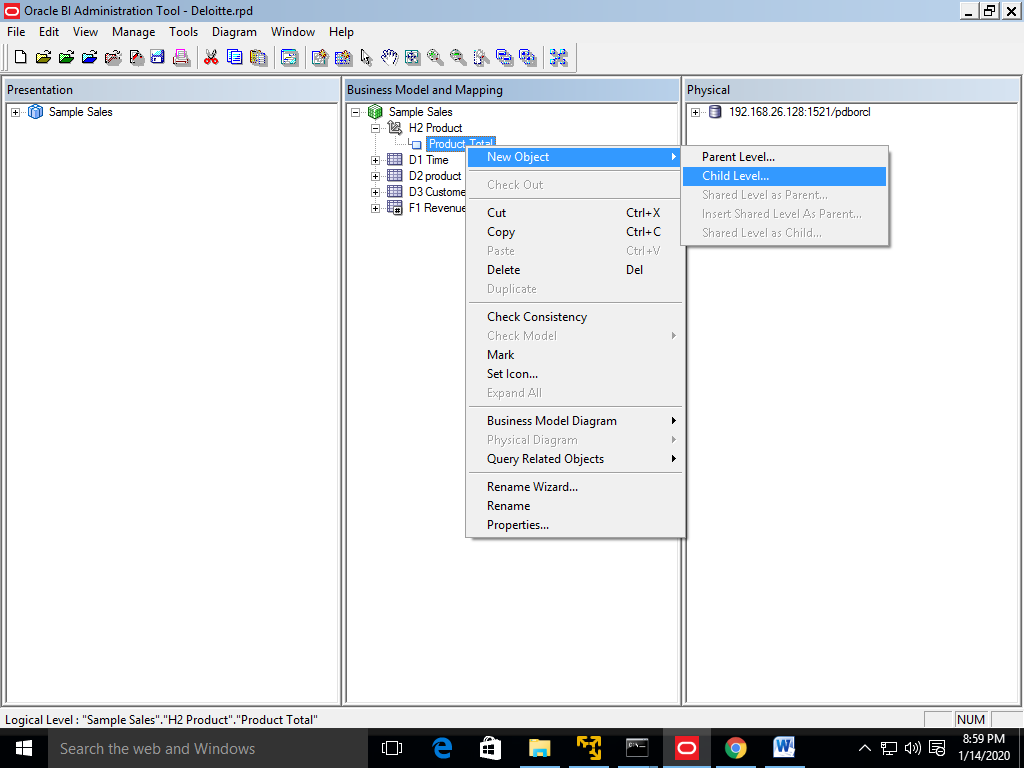 Oracle BI Administration Tool - Deloitte.rpd
File Edit View Manage Tools Diagram Window Help
Presentation
Sample Sales
Business Model and Mapping
Sample Sales
H2 Product
Product Total
D1 Time
D2 product
D3 Custome
F1 Revenue
Physical
192.168.26.128:1521/pdborcl
New Object
Check Out
Cut Ctrl+X
Copy Ctrl+C
Paste Ctrl+V
Delete Del
Duplicate
Check Consistency
Check Model
Mark
Set Icon...
Expand All
Business Model Diagram
Physical Diagram
Query Related Objects
Rename Wizard...
Rename
Properties...
Parent Level...
Child Level...
Shared Level as Parent...
Insert Shared Level As Parent...
Shared Level as Child...
Logical Level : "Sample Sales"."H2 Product"."Product Total"
NUM
Search the web and Windows
8:59 PM
1/14/2020